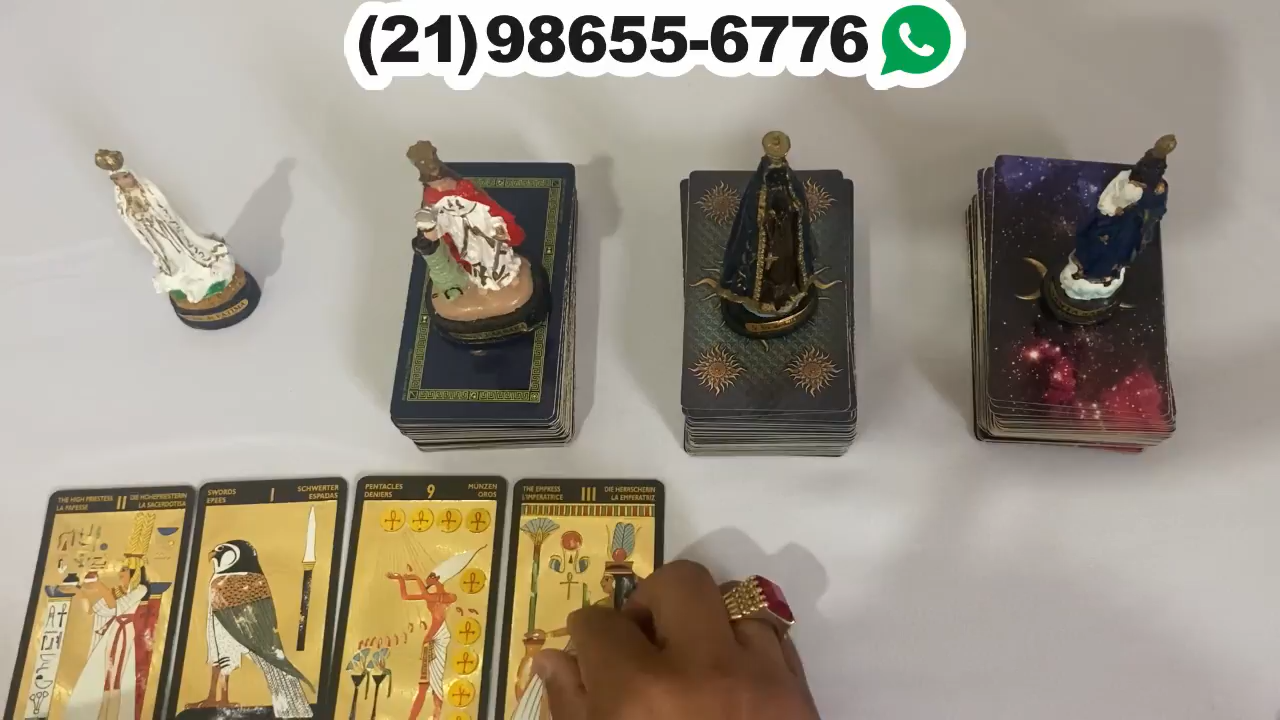 (21)98655-6776
THE HIGH PRIESTESS II DIE HOHEPRIESTERIN
LA PAPESSE LA SACERDOTISA
SWORDS I SCHWERTER
EPEES ESPADAS
PENTACLES 9 MÜNZEN
DENIERS OROS
THE EMPRESS III DIE HERRSCHERIN
L'IMPERATRICE LA EMPERATRIZ